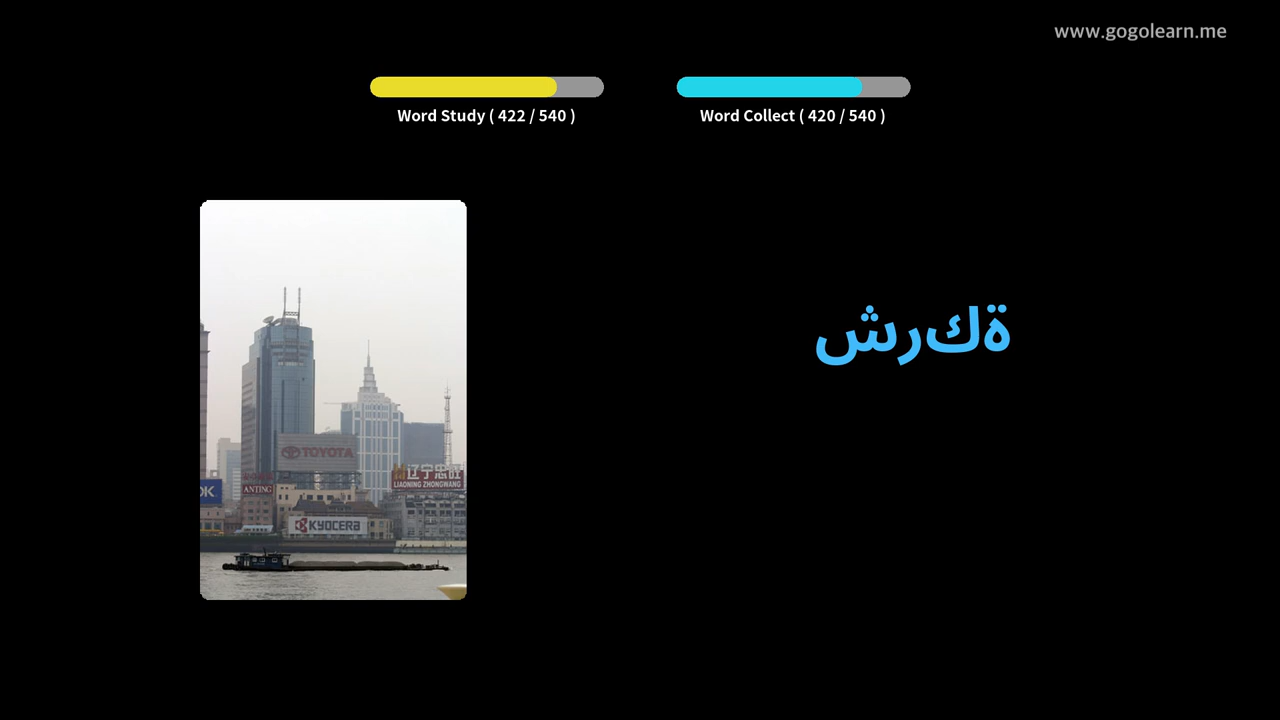 www.gogolearn.me
Word Study ( 422 / 540 )
Word Collect ( 420 / 540 )
شركة
TOYOTA
辽宁忠旺
LIAONING ZHONGWANG
ANTING
KYOCERA